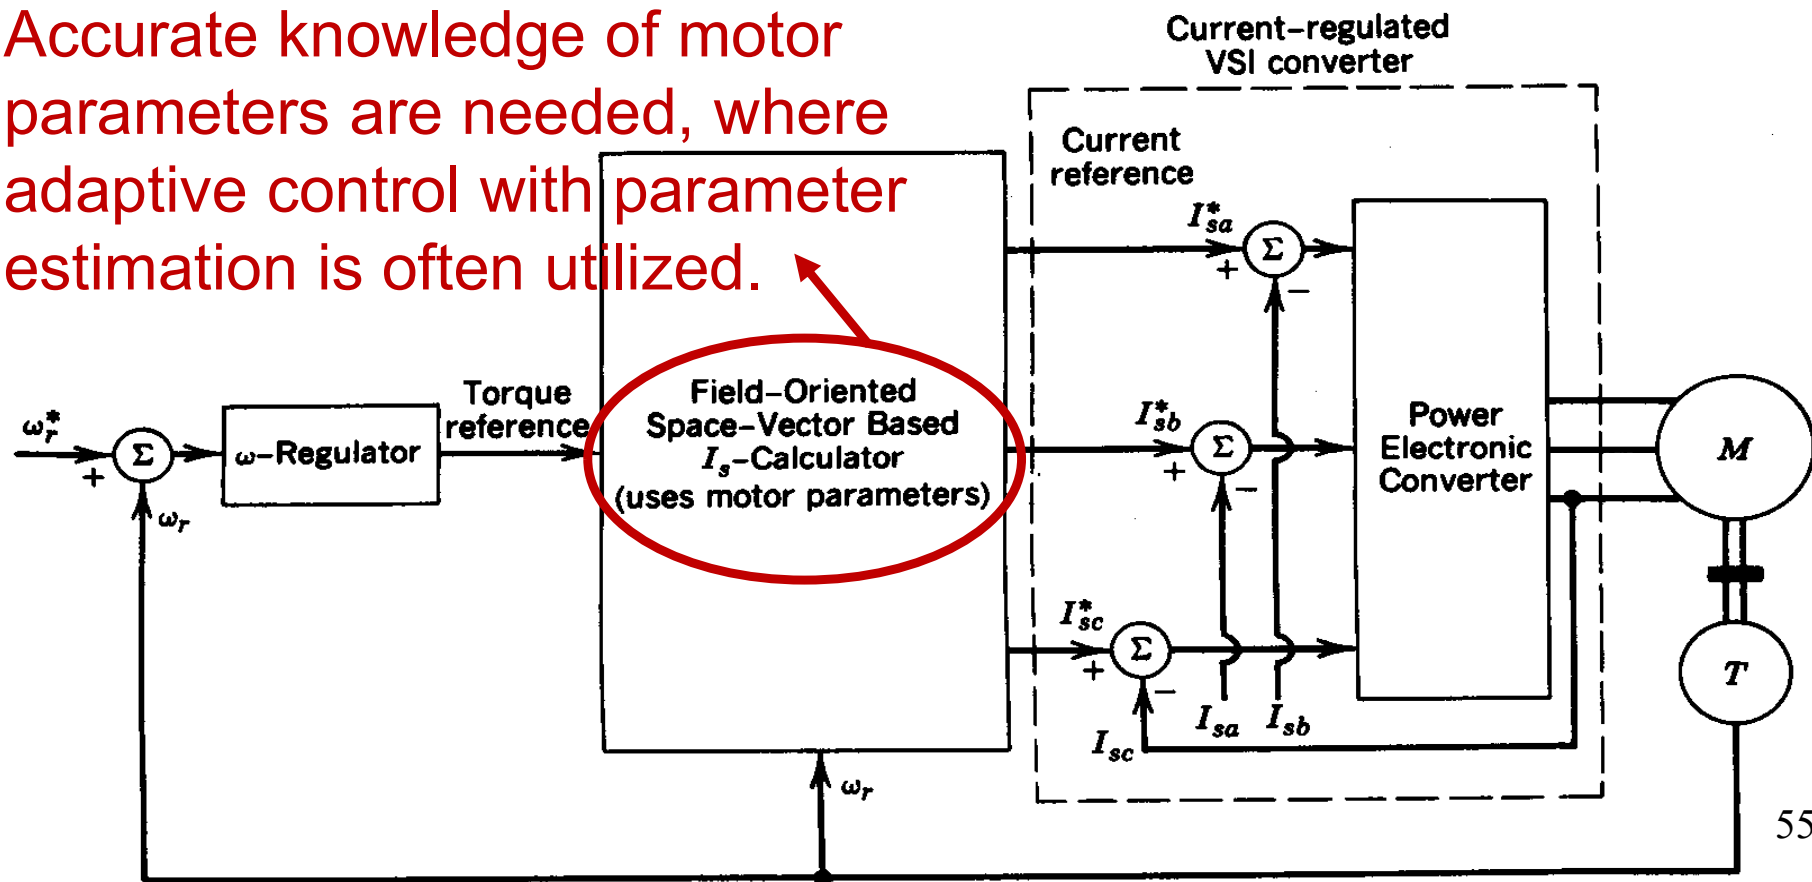 Accurate knowledge of motor
parameters are needed, where
adaptive control with parameter
estimation is often utilized.
Current-regulated
VSI converter
Current
reference
I*sa
Σ
+
−
Torque
reference
Field-Oriented
Space-Vector Based
Is-Calculator
(uses motor parameters)
ω*r
Σ
+
ω-Regulator
ωr
I*sb
Σ
+
−
Power
Electronic
Converter
M
I*sc
Σ
+
−
T
Isa
Isb
Isc
ωr
55